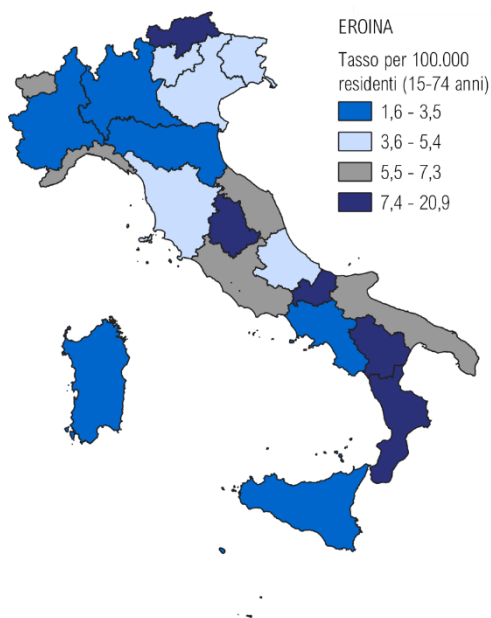 EROINA
Tasso per 100.000
residenti (15-74 anni)
1,6 - 3,5
3,6 - 5,4
5,5 - 7,3
7,4 - 20,9